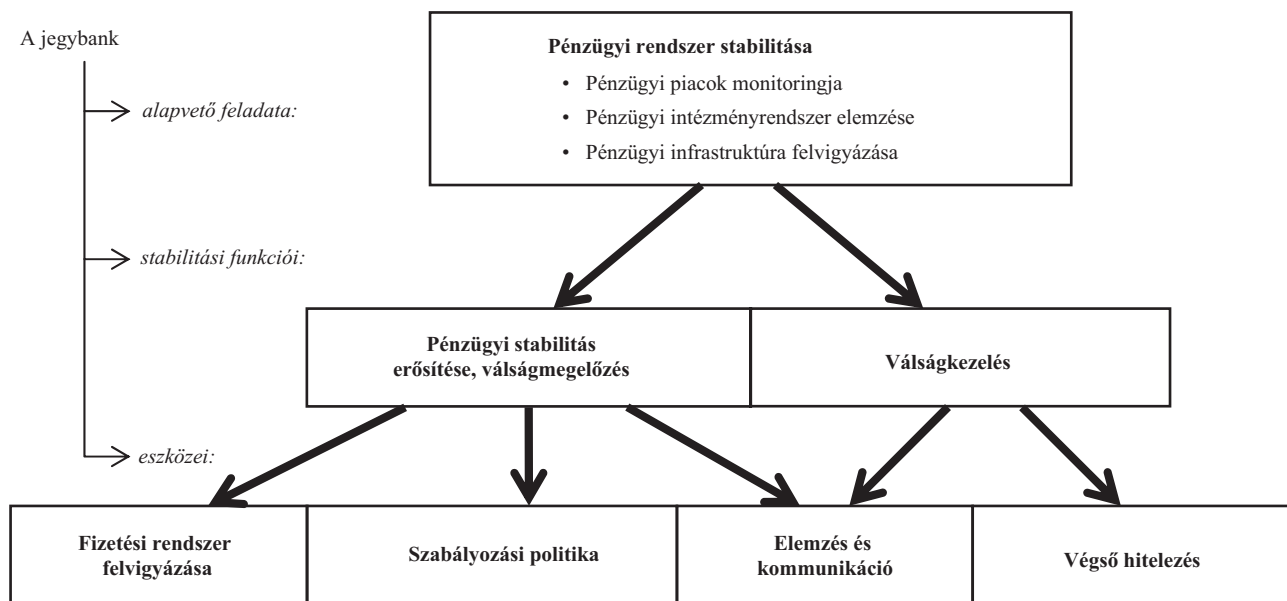 A jegybank
alapvető feladata:
Pénzügyi rendszer stabilitása
• Pénzügyi piacok monitoringja
• Pénzügyi intézményrendszer elemzése
• Pénzügyi infrastruktúra felvigyázása
stabilitási funkciói:
Pénzügyi stabilitás
erősítése, válságmegelőzés
Válságkezelés
eszközei:
Fizetési rendszer
felvigyázása
Szabályozási politika
Elemzés és
kommunikáció
Végső hitelezés